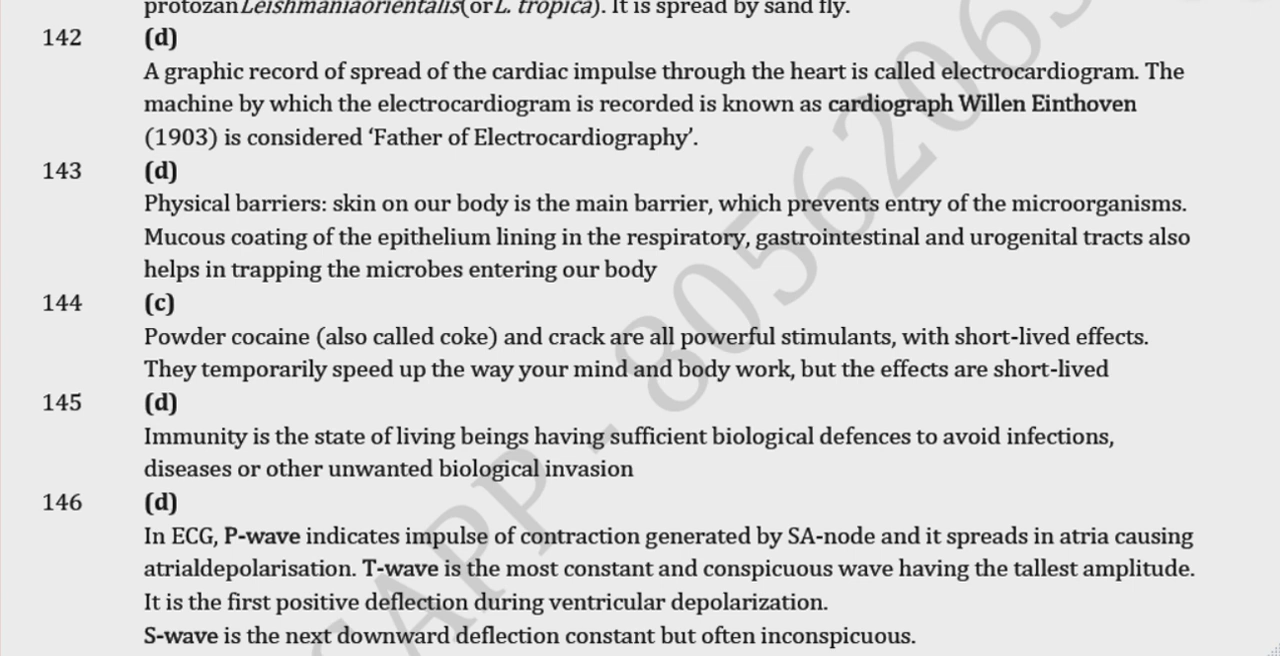 protozanLeishmaniaorientalis(orL. tropica). It is spread by sand fly.
142 (d)
A graphic record of spread of the cardiac impulse through the heart is called electrocardiogram. The
machine by which the electrocardiogram is recorded is known as cardiograph Willen Einthoven
(1903) is considered ‘Father of Electrocardiography’.
143 (d)
Physical barriers: skin on our body is the main barrier, which prevents entry of the microorganisms.
Mucous coating of the epithelium lining in the respiratory, gastrointestinal and urogenital tracts also
helps in trapping the microbes entering our body
144 (c)
Powder cocaine (also called coke) and crack are all powerful stimulants, with short-lived effects.
They temporarily speed up the way your mind and body work, but the effects are short-lived
145 (d)
Immunity is the state of living beings having sufficient biological defences to avoid infections,
diseases or other unwanted biological invasion
146 (d)
In ECG, P-wave indicates impulse of contraction generated by SA-node and it spreads in atria causing
atrialdepolarisation. T-wave is the most constant and conspicuous wave having the tallest amplitude.
It is the first positive deflection during ventricular depolarization.
S-wave is the next downward deflection constant but often inconspicuous.